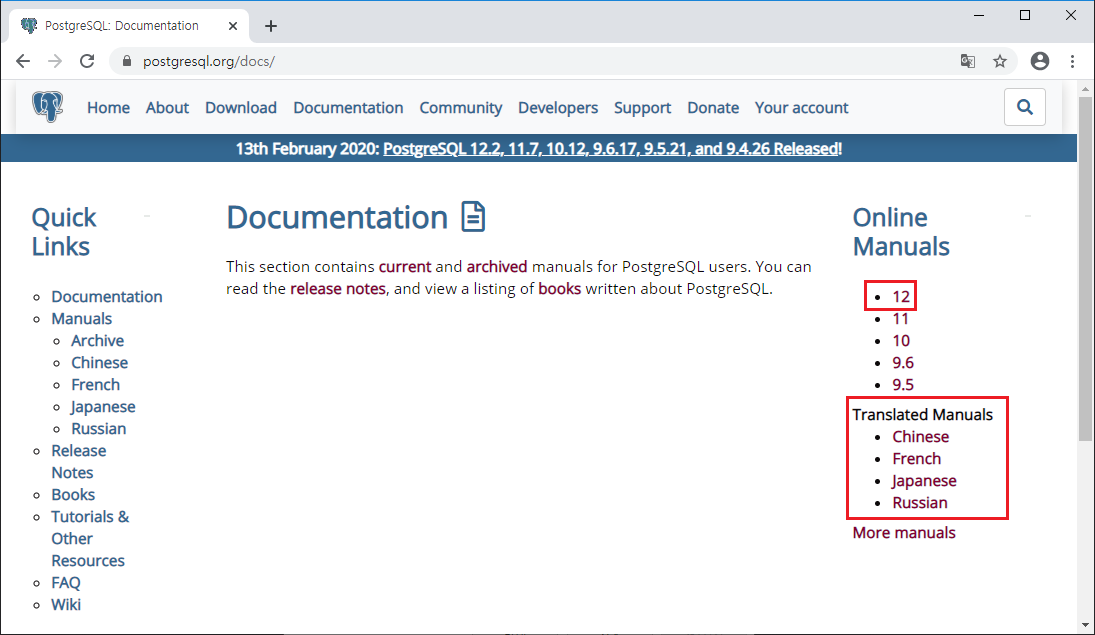 PostgreSQL: Documentation
postgresql.org/docs/
Home About Download Documentation Community Developers Support Donate Your account
13th February 2020: PostgreSQL 12.2, 11.7, 10.12, 9.6.17, 9.5.21, and 9.4.26 Released!
Quick
Links
Documentation
Manuals
Archive
Chinese
French
Japanese
Russian
Release
Notes
Books
Tutorials &
Other
Resources
FAQ
Wiki
Documentation
This section contains current and archived manuals for PostgreSQL users. You can
read the release notes, and view a listing of books written about PostgreSQL.
Online
Manuals
12
11
10
9.6
9.5
Translated Manuals
Chinese
French
Japanese
Russian
More manuals